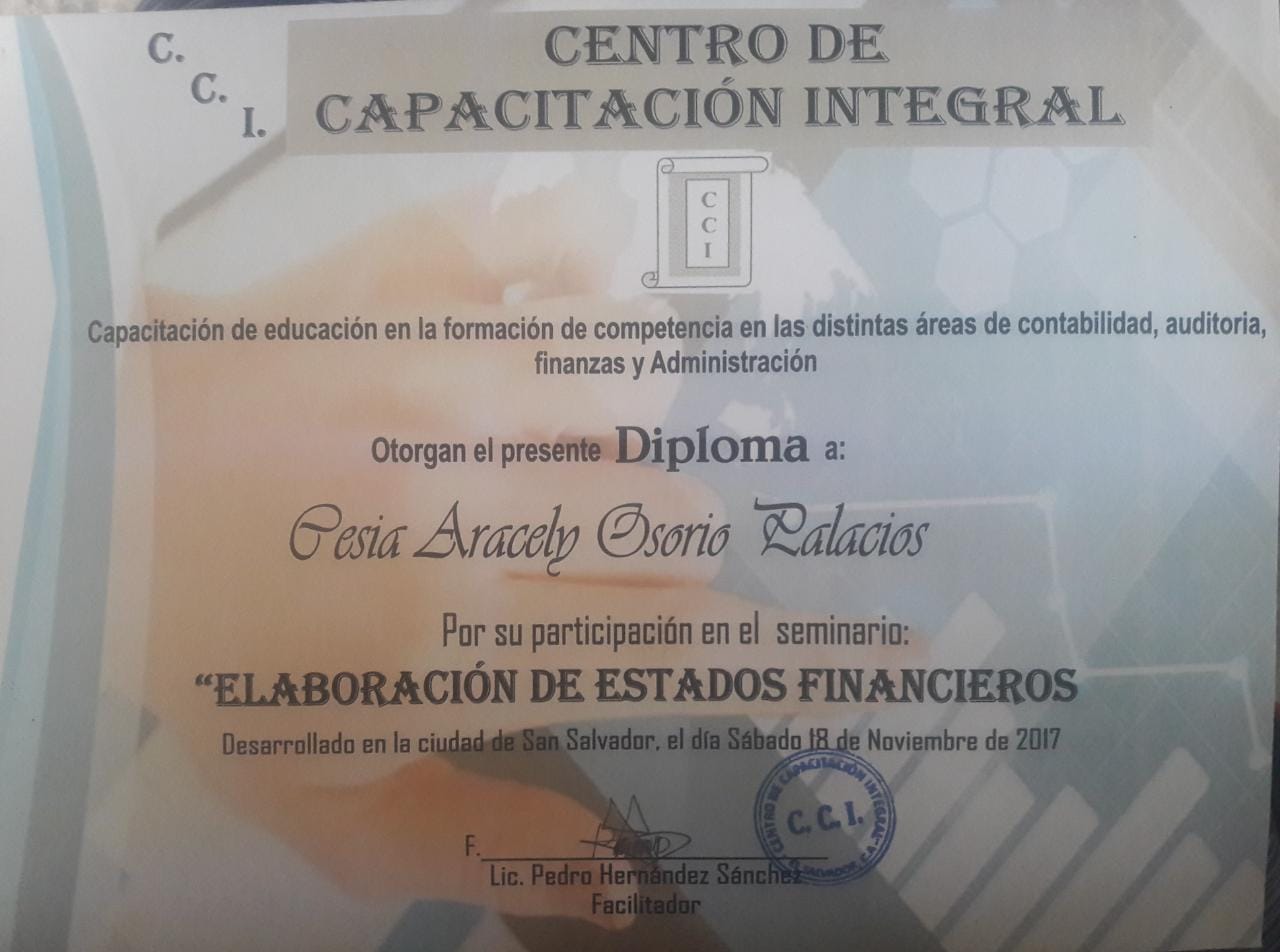 C.
C.
I.
CENTRO DE
CAPACITACIÓN INTEGRAL
C
C
I
Capacitación de educación en la formación de competencia en las distintas áreas de contabilidad, auditoria,
finanzas y Administración
Otorgan el presente Diploma a:
Cesia Aracely Osorio Palacios
Por su participación en el seminario:
“ELABORACIÓN DE ESTADOS FINANCIEROS
Desarrollado en la ciudad de San Salvador, el día Sábado 18 de Noviembre de 2017
CENTRO DE CAPACITACIÓN INTEGRAL
C. C. I.
EL SALVADOR, C.A.
F.
Lic. Pedro Hernández Sánchez
Facilitador